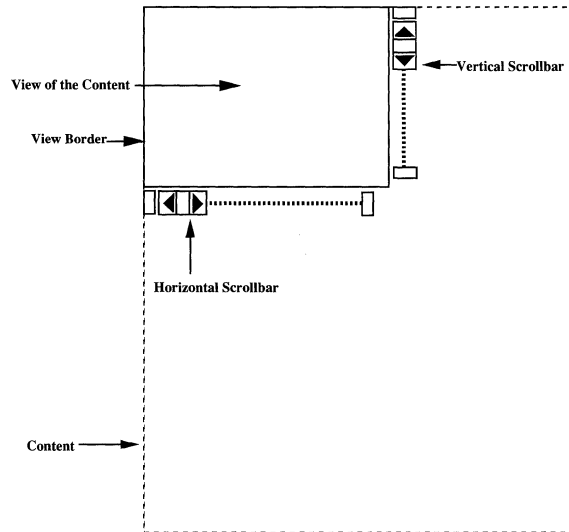 Vertical Scrollbar
View of the Content
View Border
Horizontal Scrollbar
Content